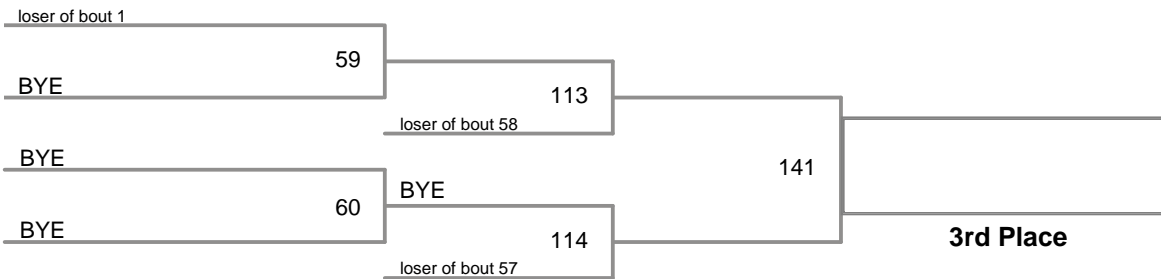 loser of bout 1
59
BYE
113
loser of bout 58
BYE
141
BYE
60
BYE
114
3rd Place
loser of bout 57